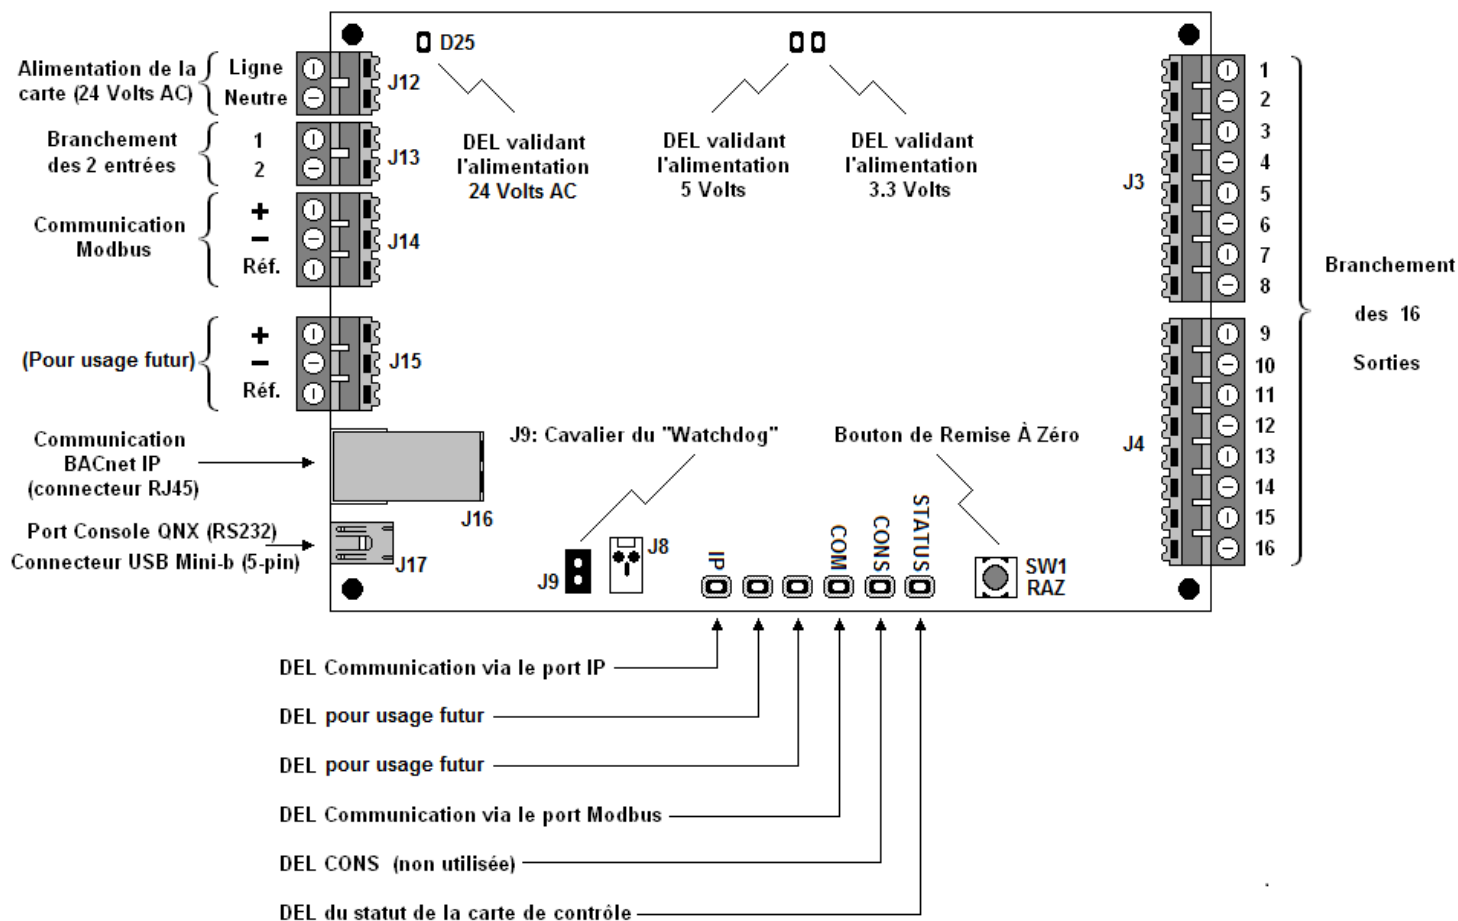 Alimentation de la
carte (24 Volts AC)
Ligne
Neutre
J12
Branchement
des 2 entrées
1
2
J13
Communication
Modbus
+
–
Réf.
J14
(Pour usage futur)
+
–
Réf.
J15
Communication
BACnet IP
(connecteur RJ45)
J16
Port Console QNX (RS232)
Connecteur USB Mini-b (5-pin)
J17
D25
DEL validant
l'alimentation
24 Volts AC
DEL validant
l'alimentation
5 Volts
DEL validant
l'alimentation
3.3 Volts
J9: Cavalier du "Watchdog"
Bouton de Remise À Zéro
J9
J8
IP
COM
CONS
STATUS
SW1
RAZ
J3
1
2
3
4
5
6
7
8
J4
9
10
11
12
13
14
15
16
Branchement
des 16
Sorties
DEL Communication via le port IP
DEL pour usage futur
DEL pour usage futur
DEL Communication via le port Modbus
DEL CONS (non utilisée)
DEL du statut de la carte de contrôle